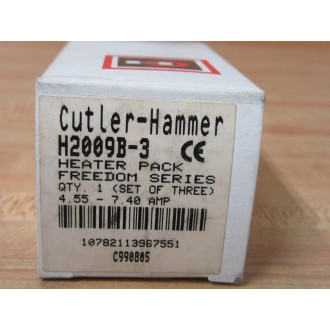 Cutler-Hammer
H2009B-3 CE
HEATER PACK
FREEDOM SERIES
QTY. 1 (SET OF THREE)
4.55 - 7.40 AMP
10782113967551
C990805